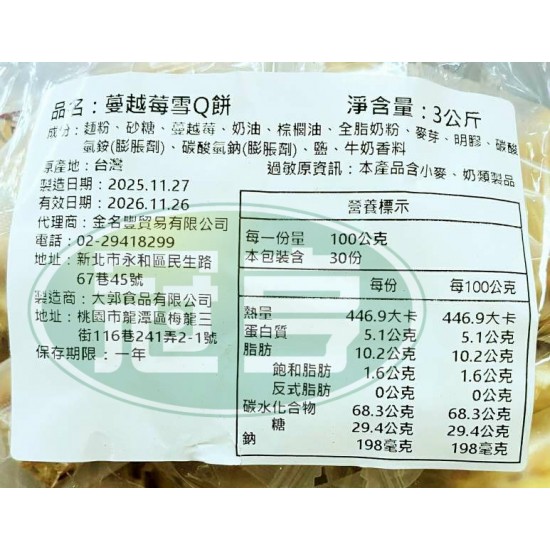 品名：蔓越莓雪Q餅
淨含量：3公斤
成份：麵粉、砂糖、蔓越莓、奶油、棕櫚油、全脂奶粉、麥芽、明膠、碳酸
氫銨(膨脹劑)、碳酸氫鈉(膨脹劑)、鹽、牛奶香料
原產地：台灣
過敏原資訊：本產品含小麥、奶類製品
製造日期：2025.11.27
有效日期：2026.11.26
代理商：金名豐貿易有限公司
電話：02-29418299
地址：新北市永和區民生路
67巷45號
製造商：大郭食品有限公司
地址：桃園市龍潭區梅龍三
街116巷241弄2-1號
保存期限：一年
營養標示
每一份量 100公克
本包裝含 30份
每份 每100公克
熱量 446.9大卡 446.9大卡
蛋白質 5.1公克 5.1公克
脂肪 10.2公克 10.2公克
飽和脂肪 1.6公克 1.6公克
反式脂肪 0公克 0公克
碳水化合物 68.3公克 68.3公克
糖 29.4公克 29.4公克
鈉 198毫克 198毫克